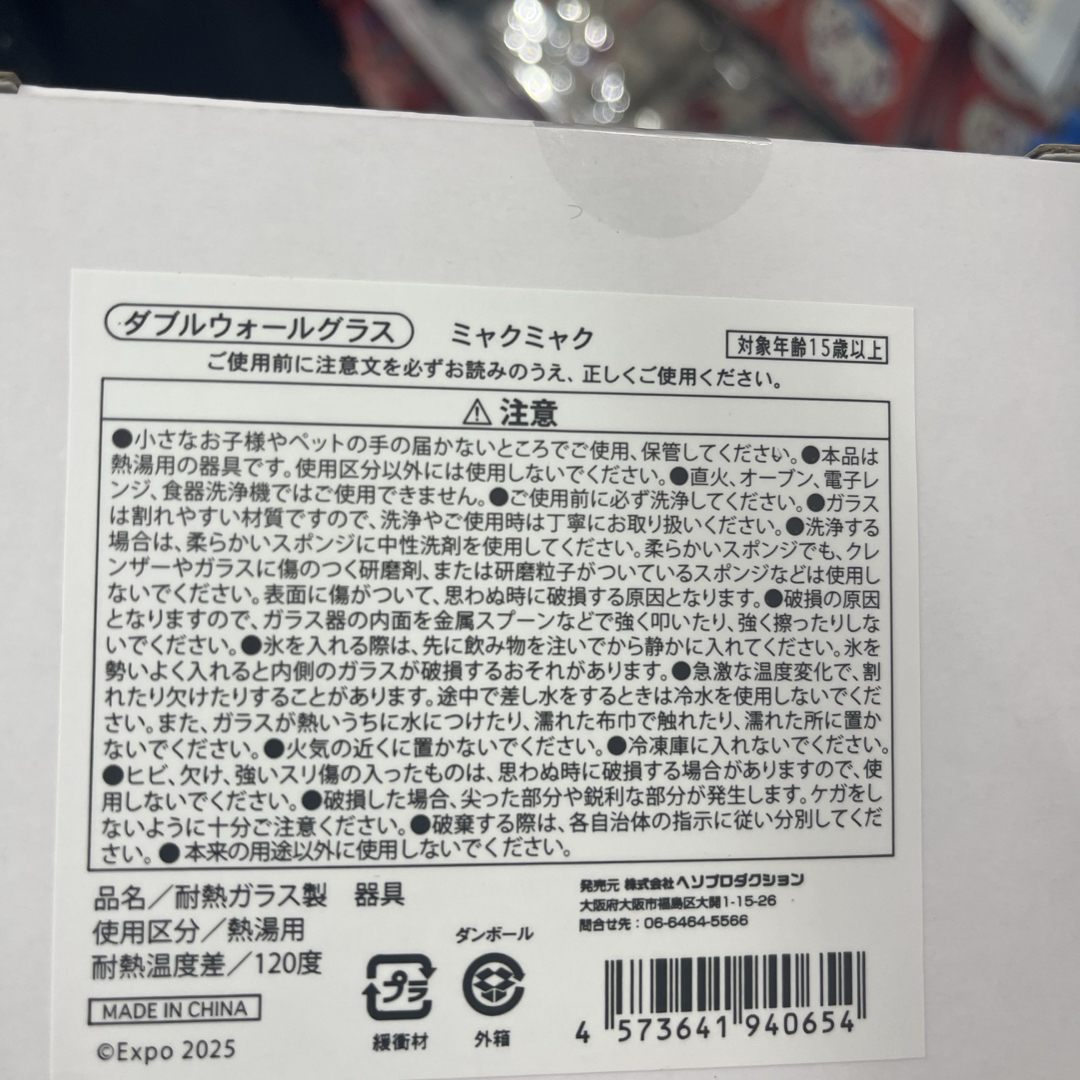 ダブルウォールグラス ミャクミャク 対象年齢15歳以上
ご使用前に注意文を必ずお読みのうえ、正しくご使用ください。
⚠注意
●小さなお子様やペットの手の届かないところでご使用、保管してください。●本品は
熱湯用の器具です。使用区分以外には使用しないでください。●直火、オーブン、電子レ
ンジ、食器洗浄機ではご使用できません。●ご使用前に必ず洗浄してください。●ガラス
は割れやすい材質ですので、洗浄やご使用時は丁寧にお取り扱いください。●洗浄する
場合は、柔らかいスポンジに中性洗剤を使用してください。柔らかいスポンジでも、クレ
ンザーやガラスに傷のつく研磨剤、または研磨粒子がついているスポンジなどは使用し
ないでください。表面に傷がついて、思わぬ時に破損する原因となります。●破損の原因
となりますので、ガラス器の内面を金属スプーンなどで強く叩いたり、強く擦ったりしな
いでください。●氷を入れる際は、先に飲み物を注いでから静かに入れてください。氷を
勢いよく入れると内側のガラスが破損するおそれがあります。●急激な温度変化で、割
れたり欠けたりすることがあります。途中で差し水をするときは冷水を使用しないでくだ
さい。また、ガラスが熱いうちに水につけたり、濡れた布巾で触れたり、濡れた所に置か
ないでください。●火気の近くに置かないでください。●冷凍庫に入れないでください。
●ヒビ、欠け、強いスリ傷の入ったものは、思わぬ時に破損する場合がありますので、使
用しないでください。●破損した場合、尖った部分や鋭利な部分が発生します。ケガをし
ないように十分ご注意ください。●破棄する際は、各自治体の指示に従い分別してくだ
さい。●本来の用途以外に使用しないでください。
品名／耐熱ガラス製 器具
使用区分／熱湯用
耐熱温度差／120度
MADE IN CHINA
©Expo 2025
プラ
緩衝材
ダンボール
外箱
発売元 株式会社ヘソプロダクション
大阪府大阪市福島区大開1-15-26
問合せ先：06-6464-5566
4 573641 940654